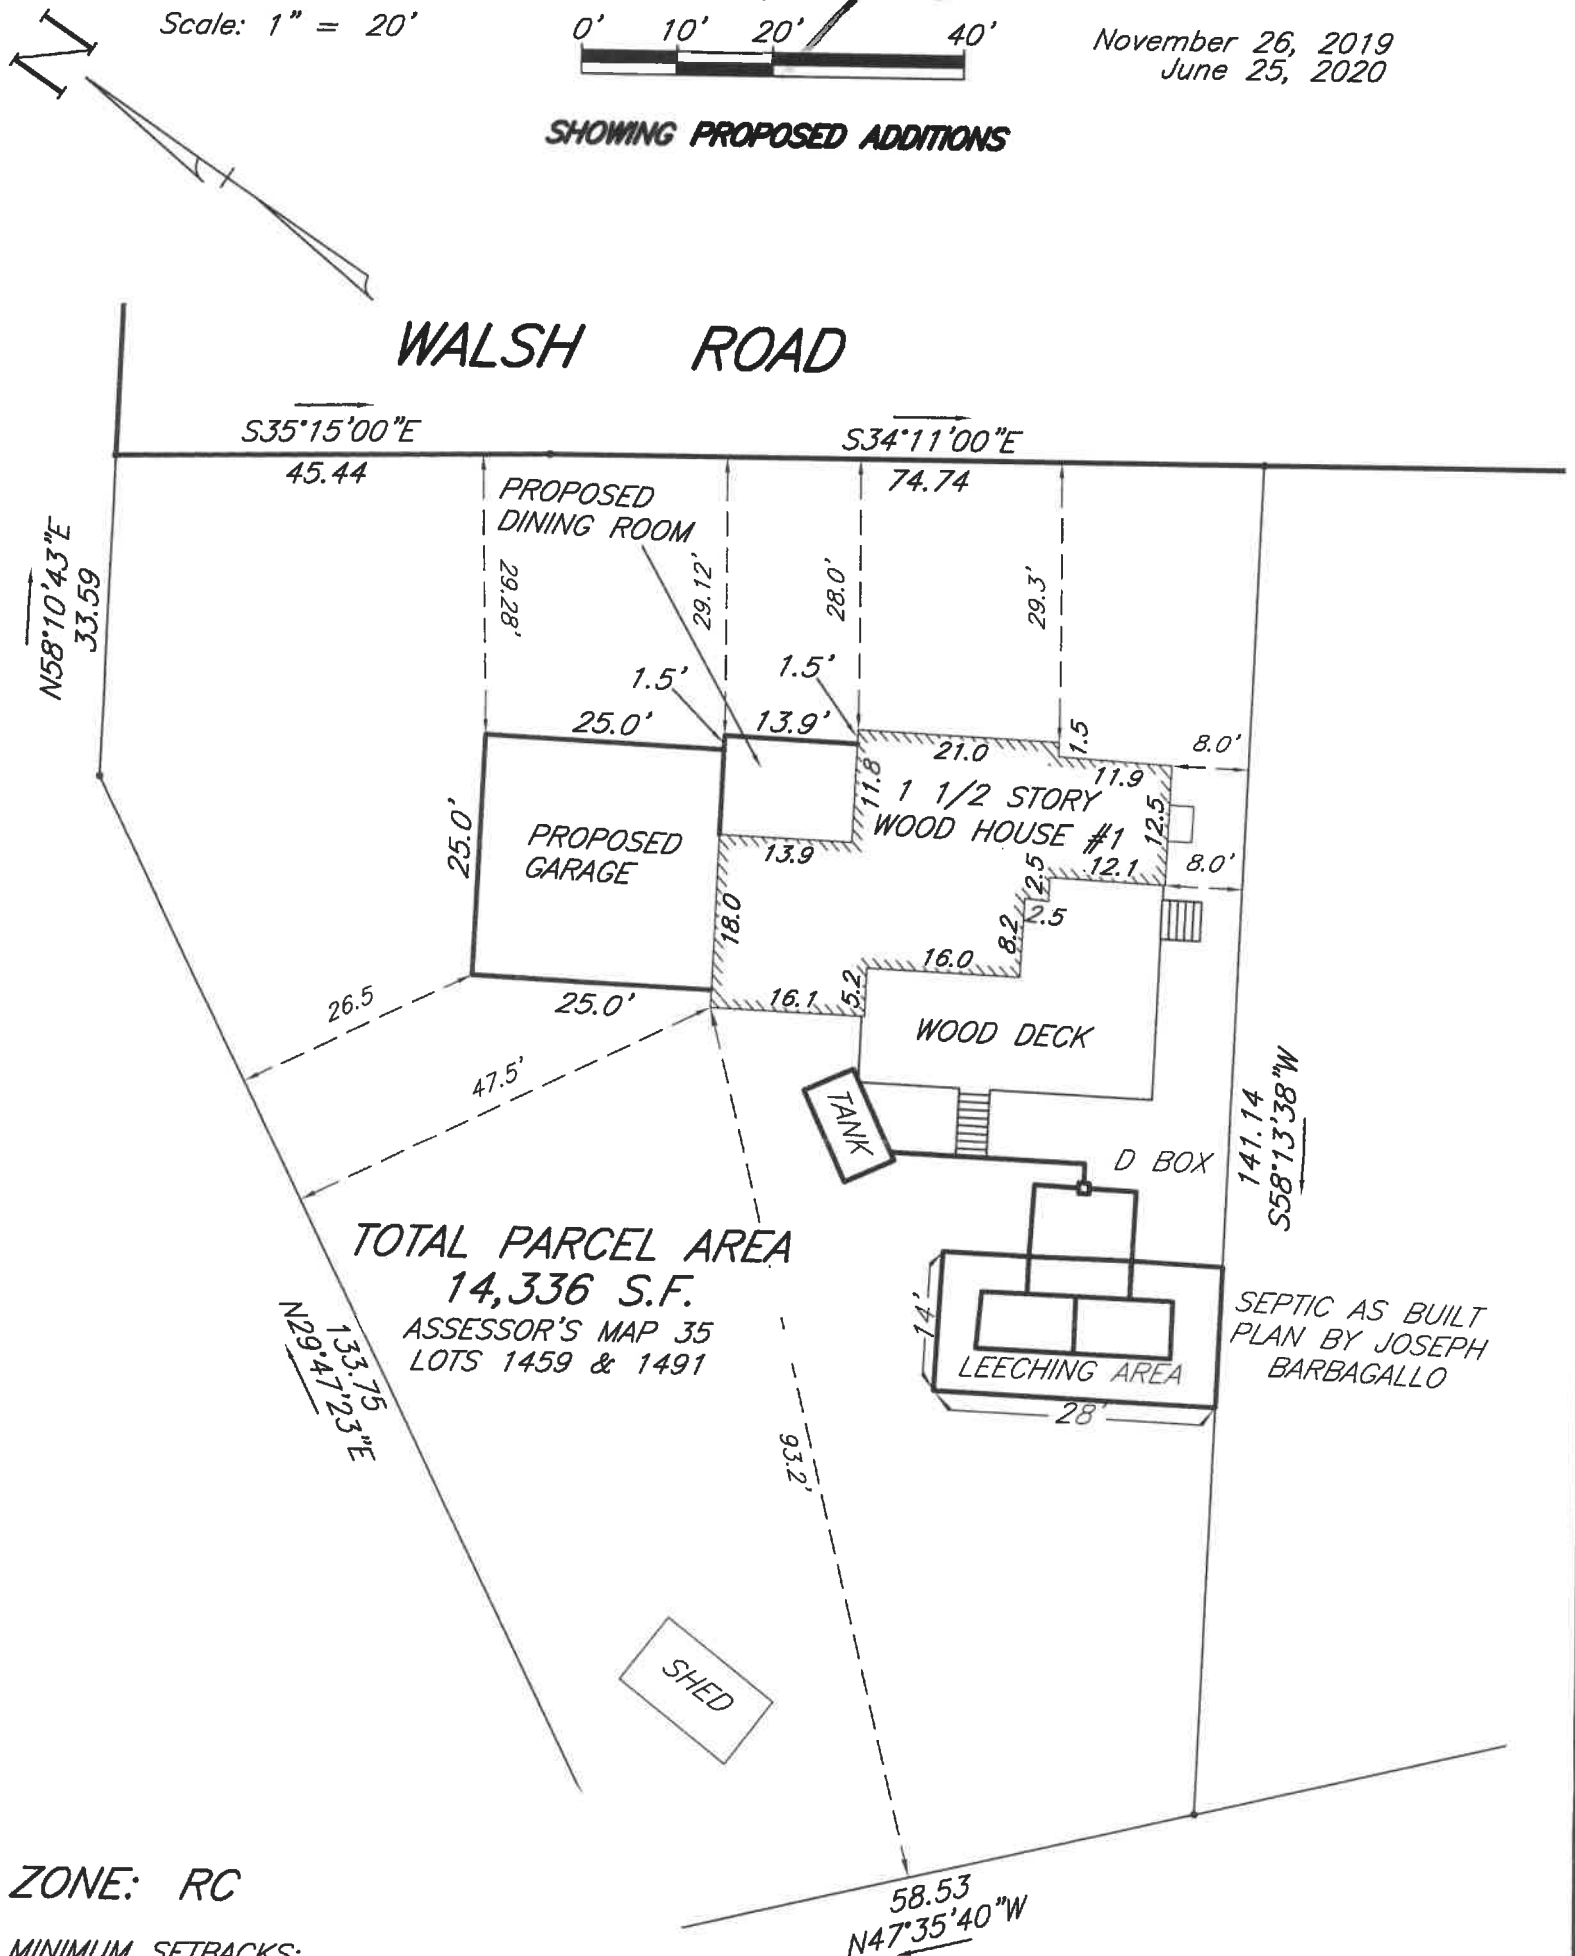 N
Scale: 1" = 20'
0' 10' 20' 40'
November 26, 2019
June 25, 2020
SHOWING PROPOSED ADDITIONS
WALSH ROAD
S35°15'00"E
45.44
S34°11'00"E
74.74
PROPOSED
DINING ROOM
N58°10'43"E
33.59
29.28'
29.12'
28.0'
29.3'
1.5'
1.5'
25.0'
13.9'
21.0
1.5
11.9
8.0'
11.8
1 1/2 STORY
WOOD HOUSE #1
12.5
25.0'
PROPOSED
GARAGE
13.9
2.5
12.1
8.0'
18.0
8.2
2.5
16.0
5.2
16.1
25.0'
26.5
47.5'
WOOD DECK
TANK
D BOX
141.14
S58°13'38"W
TOTAL PARCEL AREA
14,336 S.F.
ASSESSOR'S MAP 35
LOTS 1459 & 1491
133.75
N29°47'23"E
14'
LEECHING AREA
28'
SEPTIC AS BUILT
PLAN BY JOSEPH
BARBAGALLO
93.2'
SHED
58.53
N47°35'40"W
ZONE: RC
MINIMUM SETBACKS: